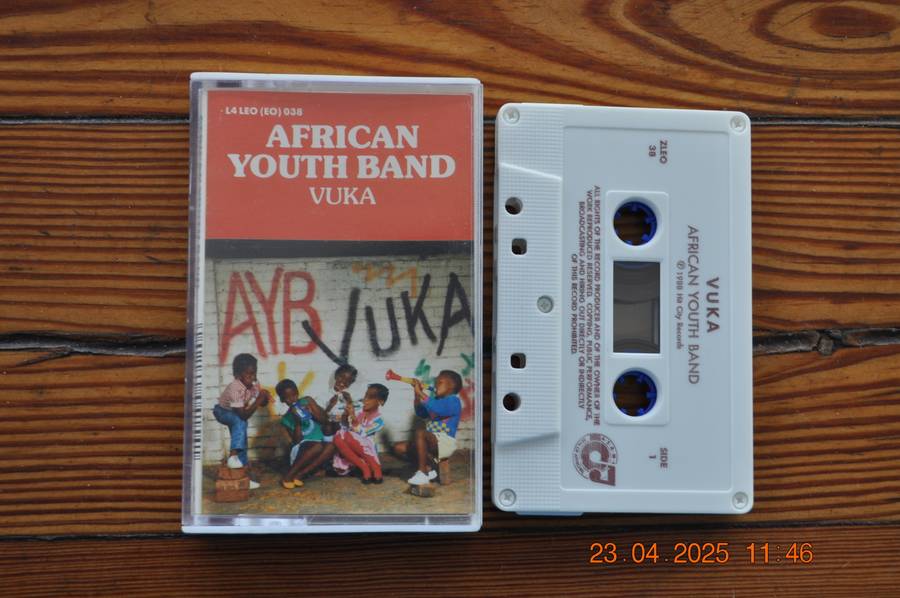 L4 LEO (EO) 038
AFRICAN
YOUTH BAND
VUKA
AYB VUKA
ZLEO
38
VUKA
AFRICAN YOUTH BAND
℗ 1988 Hit City Records
ALL RIGHTS OF THE RECORD PRODUCER AND OF THE OWNER OF THE
WORK REPRODUCED RESERVED. COPYING, PUBLIC PERFORMANCE,
BROADCASTING AND HIRING OUT DIRECTLY OR INDIRECTLY
OF THIS RECORD PROHIBITED.
SIDE
1
23.04.2025 11:46